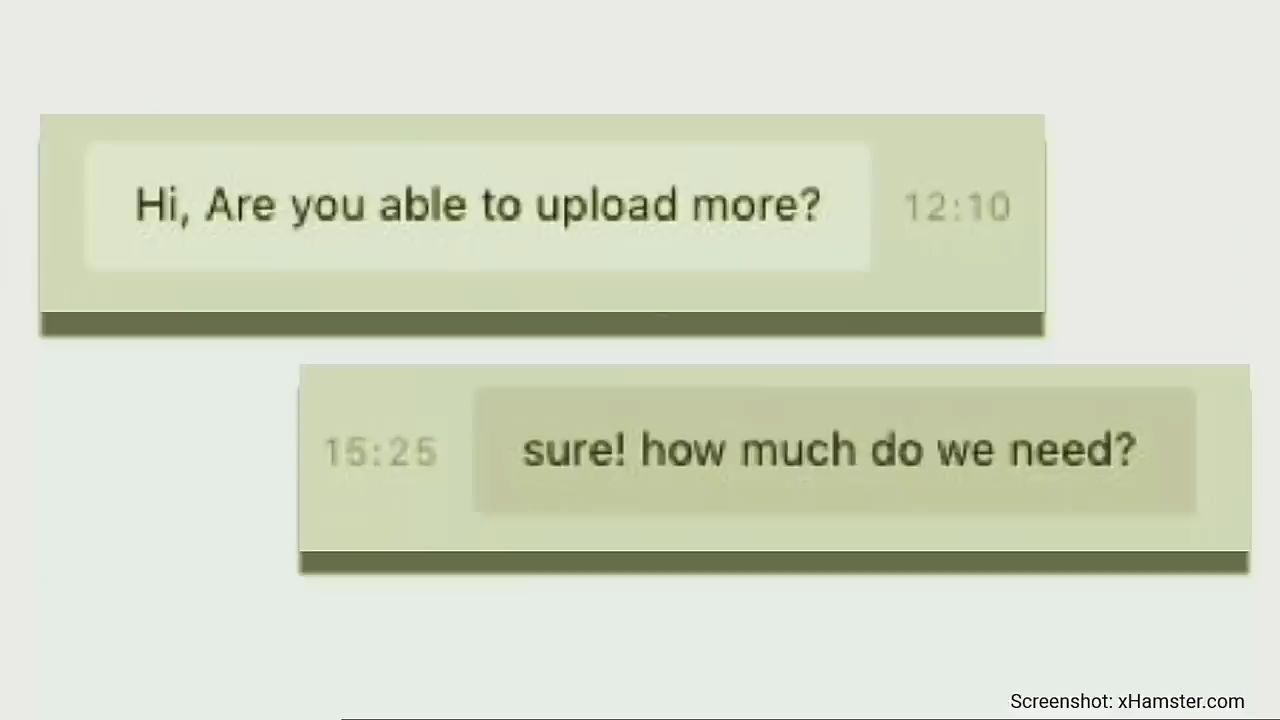 Hi, Are you able to upload more?
12:10
15:25
sure! how much do we need?
Screenshot: xHamster.com